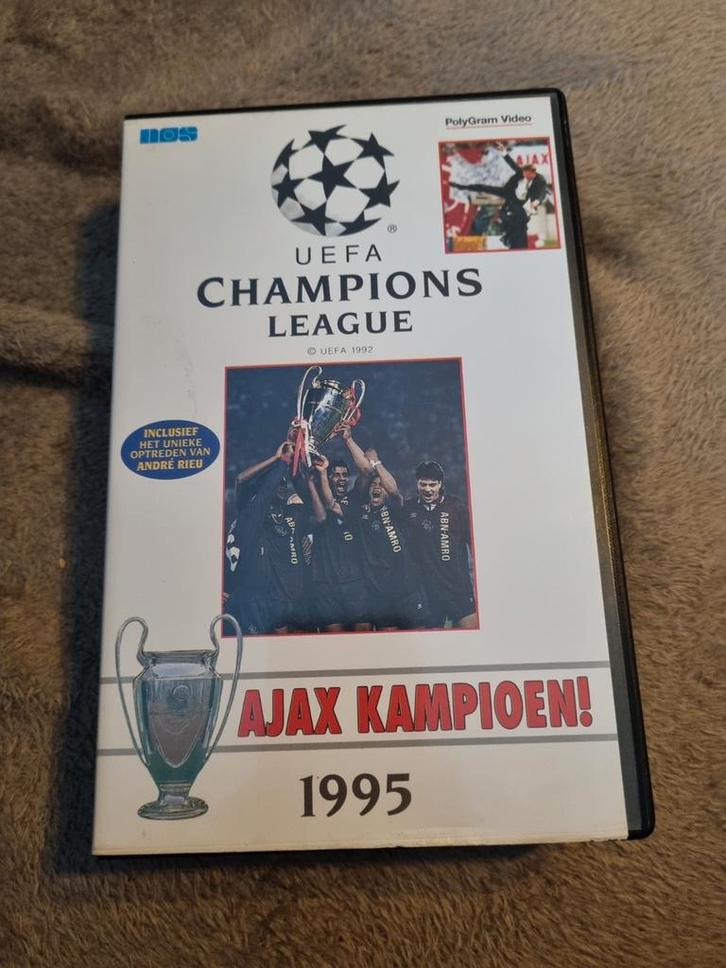 nos
PolyGram Video
AJAX
®
UEFA
CHAMPIONS
LEAGUE
© UEFA 1992
INCLUSIEF
HET UNIEKE
OPTREDEN VAN
ANDRÉ RIEU
ABN·AMRO
ABN·AMRO
AJAX KAMPIOEN!
1995